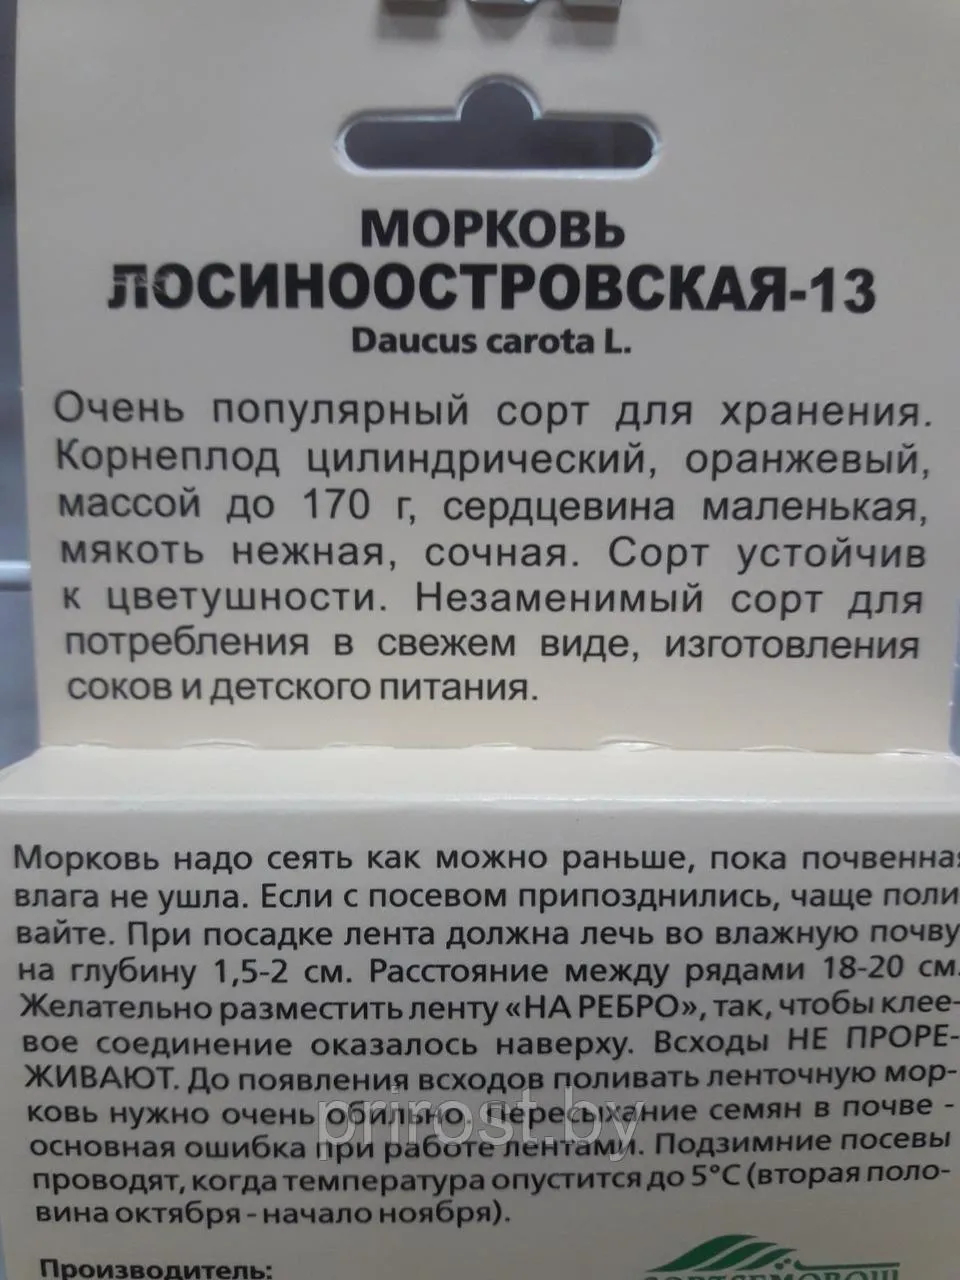 МОРКОВЬ
ЛОСИНООСТРОВСКАЯ-13
Daucus carota L.
Очень популярный сорт для хранения.
Корнеплод цилиндрический, оранжевый,
массой до 170 г, сердцевина маленькая,
мякоть нежная, сочная. Сорт устойчив
к цветушности. Незаменимый сорт для
потребления в свежем виде, изготовления
соков и детского питания.
Морковь надо сеять как можно раньше, пока почвенная
влага не ушла. Если с посевом припозднились, чаще поли
вайте. При посадке лента должна лечь во влажную почву
на глубину 1,5-2 см. Расстояние между рядами 18-20 см.
Желательно разместить ленту «НА РЕБРО», так, чтобы клее-
вое соединение оказалось наверху. Всходы НЕ ПРОРЕ-
ЖИВАЮТ. До появления всходов поливать ленточную мор-
ковь нужно очень обильно. Пересыхание семян в почве -
основная ошибка при работе лентами. Подзимние посевы
проводят, когда температура опустится до 5°С (вторая поло-
вина октября - начало ноября).
prirost.by
Производитель:
СОРТСЕМОВОЩ